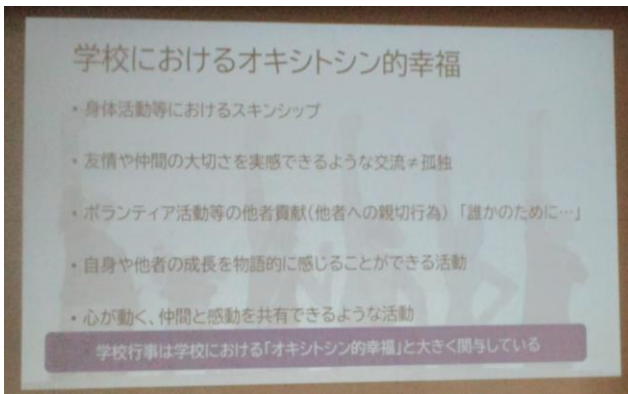 学校におけるオキシトシン的幸福
・身体活動等におけるスキンシップ
・友情や仲間の大切さを実感できるような交流≠孤独
・ボランティア活動等の他者貢献(他者への親切行為)「誰かのために…」
・自身や他者の成長を物語的に感じることができる活動
・心が動く、仲間と感動を共有できるような活動
学校行事は学校における「オキシトシン的幸福」と大きく関与している